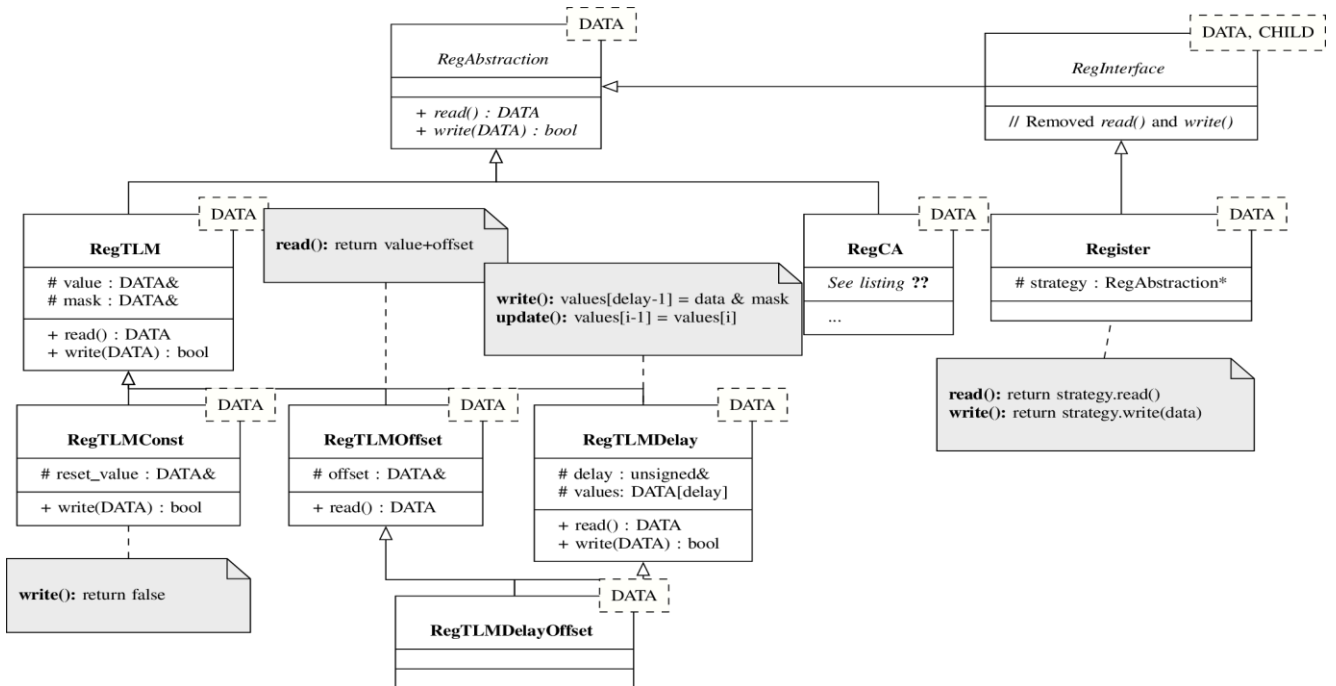 DATA
RegAbstraction
+ read() : DATA
+ write(DATA) : bool
DATA, CHILD
RegInterface
// Removed read() and write()
DATA
RegTLM
# value : DATA&
# mask : DATA&
+ read() : DATA
+ write(DATA) : bool
read(): return value+offset
write(): values[delay-1] = data & mask
update(): values[i-1] = values[i]
DATA
RegCA
See listing ??
...
DATA
Register
# strategy : RegAbstraction*
read(): return strategy.read()
write(): return strategy.write(data)
DATA
RegTLMConst
# reset_value : DATA&
+ write(DATA) : bool
write(): return false
DATA
RegTLMOffset
# offset : DATA&
+ read() : DATA
DATA
RegTLMDelay
# delay : unsigned&
# values: DATA[delay]
+ read() : DATA
+ write(DATA) : bool
DATA
RegTLMDelayOffset